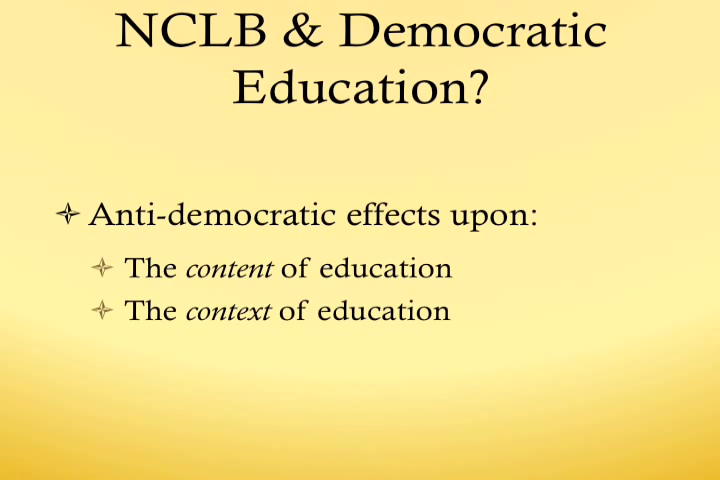 NCLB & Democratic
Education?
Anti-democratic effects upon:
The content of education
The context of education